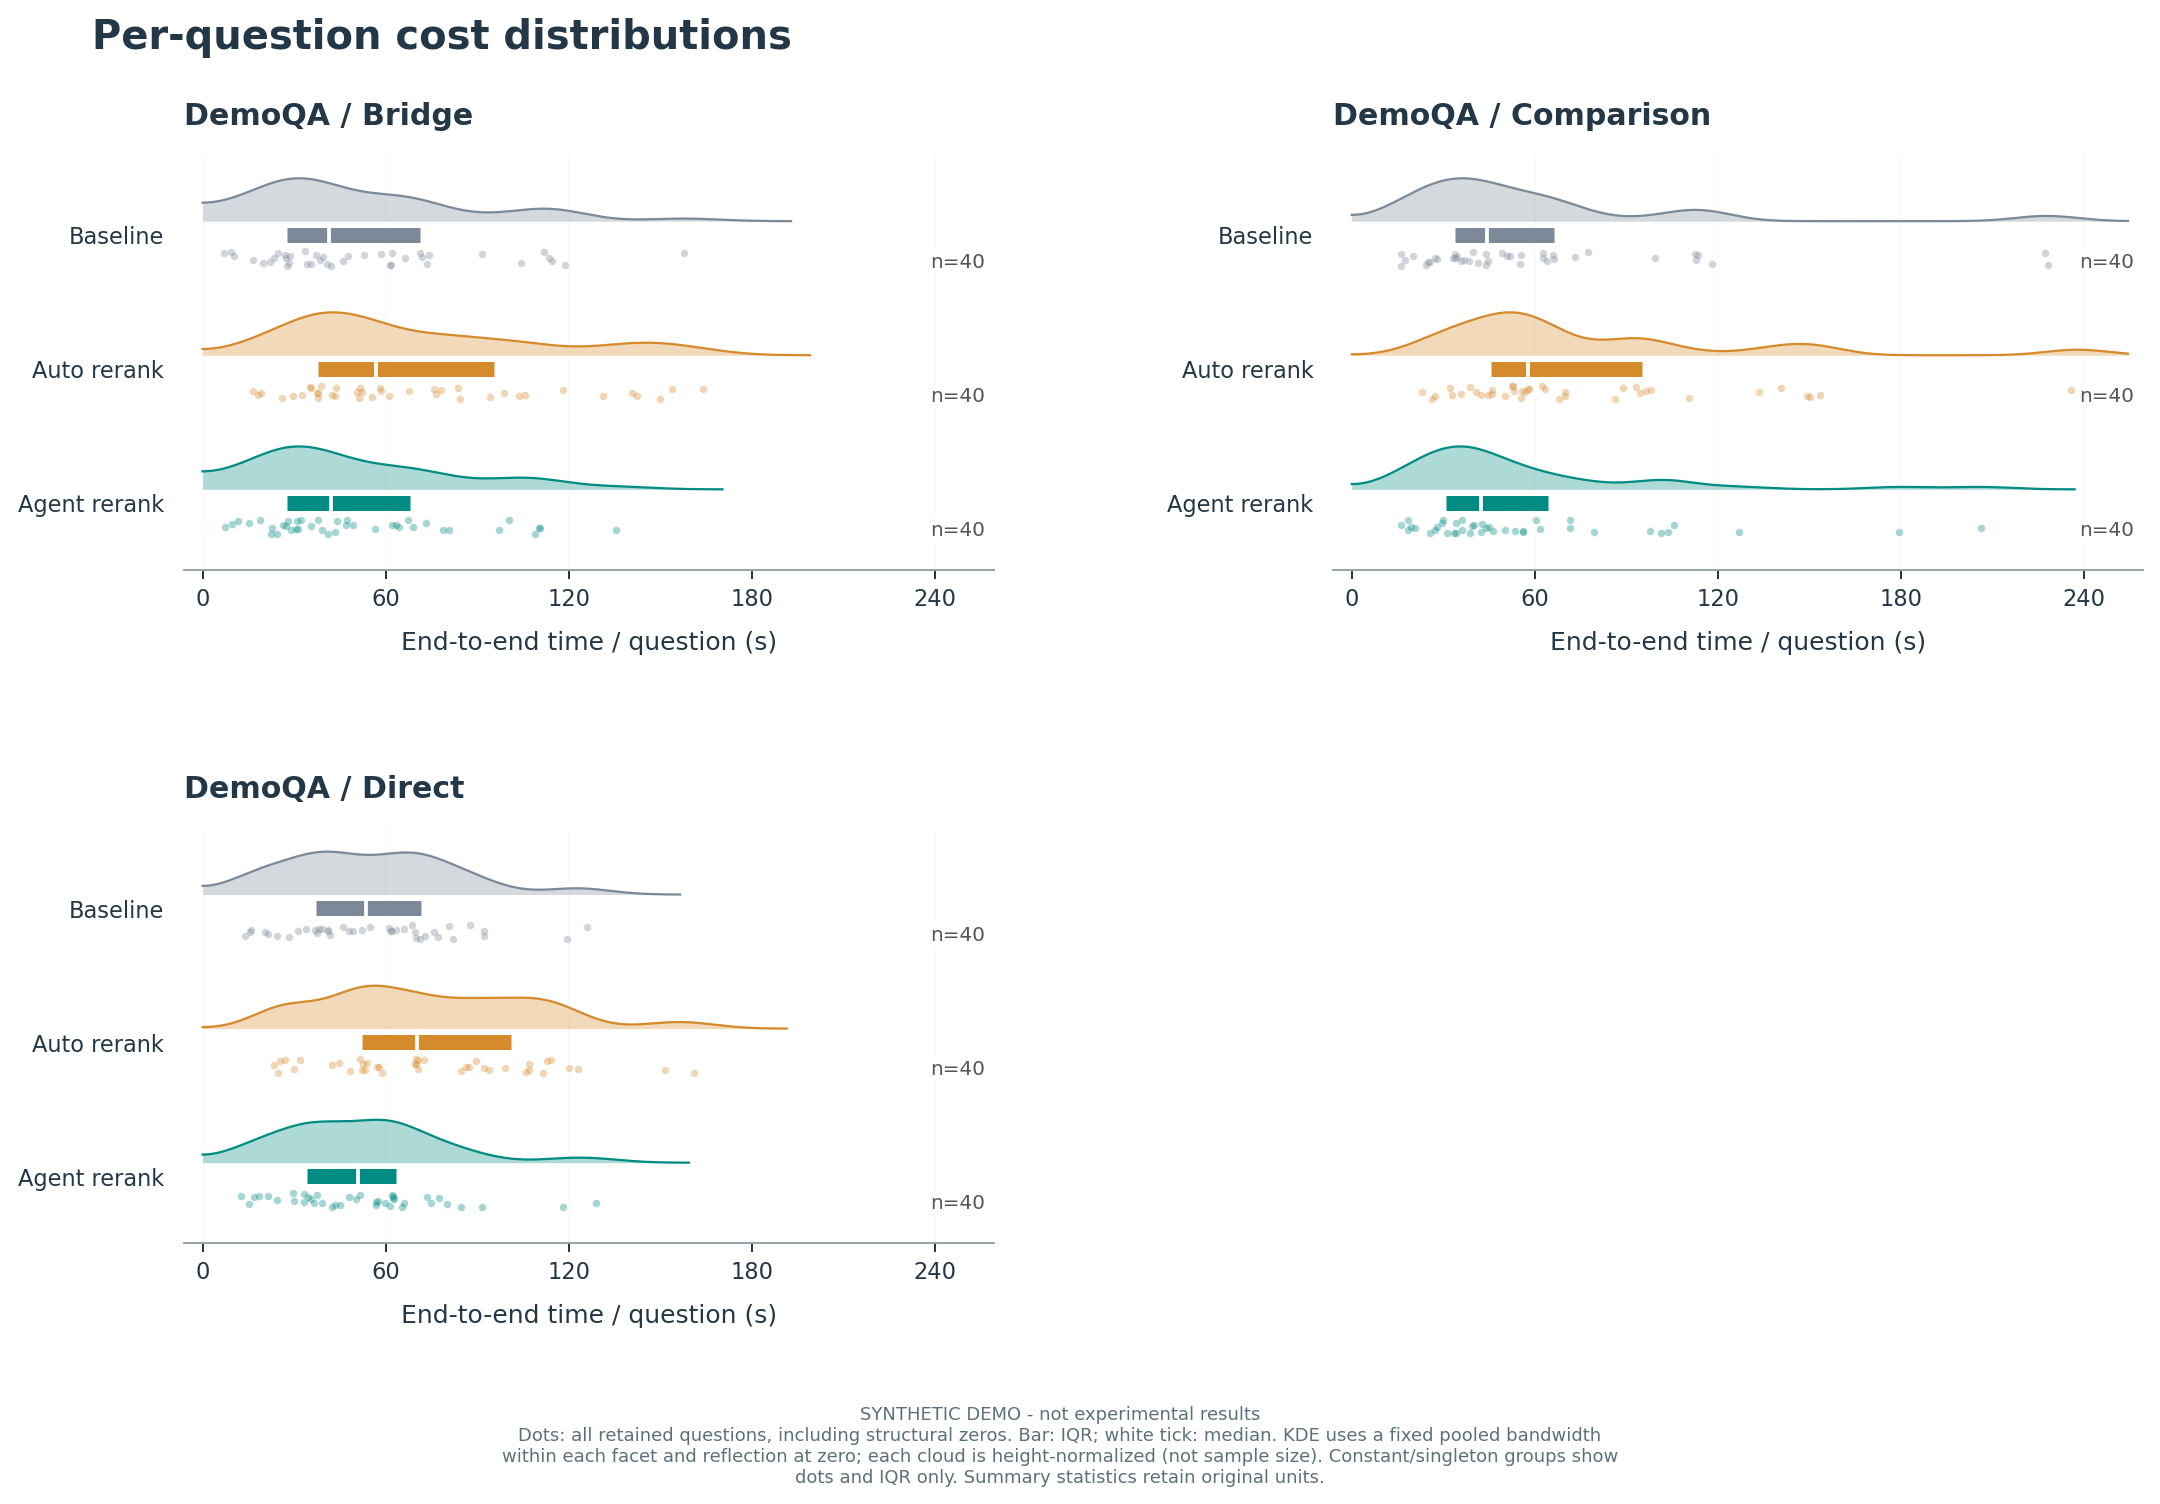 Per-question cost distributions
DemoQA / Bridge
Baseline
n=40
Auto rerank
n=40
Agent rerank
n=40
0 60 120 180 240
End-to-end time / question (s)
DemoQA / Comparison
Baseline
n=40
Auto rerank
n=40
Agent rerank
n=40
0 60 120 180 240
End-to-end time / question (s)
DemoQA / Direct
Baseline
n=40
Auto rerank
n=40
Agent rerank
n=40
0 60 120 180 240
End-to-end time / question (s)
SYNTHETIC DEMO - not experimental results
Dots: all retained questions, including structural zeros. Bar: IQR; white tick: median. KDE uses a fixed pooled bandwidth
within each facet and reflection at zero; each cloud is height-normalized (not sample size). Constant/singleton groups show
dots and IQR only. Summary statistics retain original units.